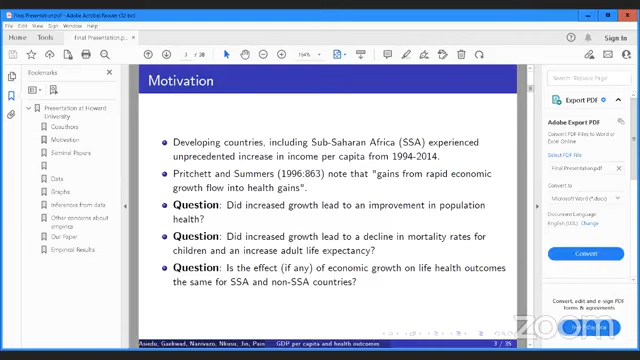 Final Presentation.pdf - Adobe Acrobat Reader (32-bit)
File Edit View Sign Window Help
Home Tools Final Presentation.p... Sign In
3 / 38 154%
Bookmarks
Presentation at Howard
University
Coauthors
Motivation
Seminal Papers
Data
Graphs
Inferences from data
Other concerns about
empirics
Our Paper
Empirical Results
Motivation
Developing countries, including Sub-Saharan Africa (SSA) experienced
unprecedented increase in income per capita from 1994-2014.
Pritchett and Summers (1996:863) note that "gains from rapid economic
growth flow into health gains".
Question: Did increased growth lead to an improvement in population
health?
Question: Did increased growth lead to a decline in mortality rates for
children and an increase adult life expectancy?
Question: Is the effect (if any) of economic growth on life health outcomes
the same for SSA and non-SSA countries?
Asiedu, Gaekwad, Nanivazo, Nkusu, Jin, Pain GDP per capita and health outcomes 3 / 35
Export PDF
Adobe Export PDF
Convert PDF Files to Word
or Excel Online
Select PDF File
Final Presentation.pdf
Convert to
Microsoft Word (*.docx)
Document Language:
English (U.S.) Change
Convert
Convert, edit and e-sign PDF
forms & agreements
zoom